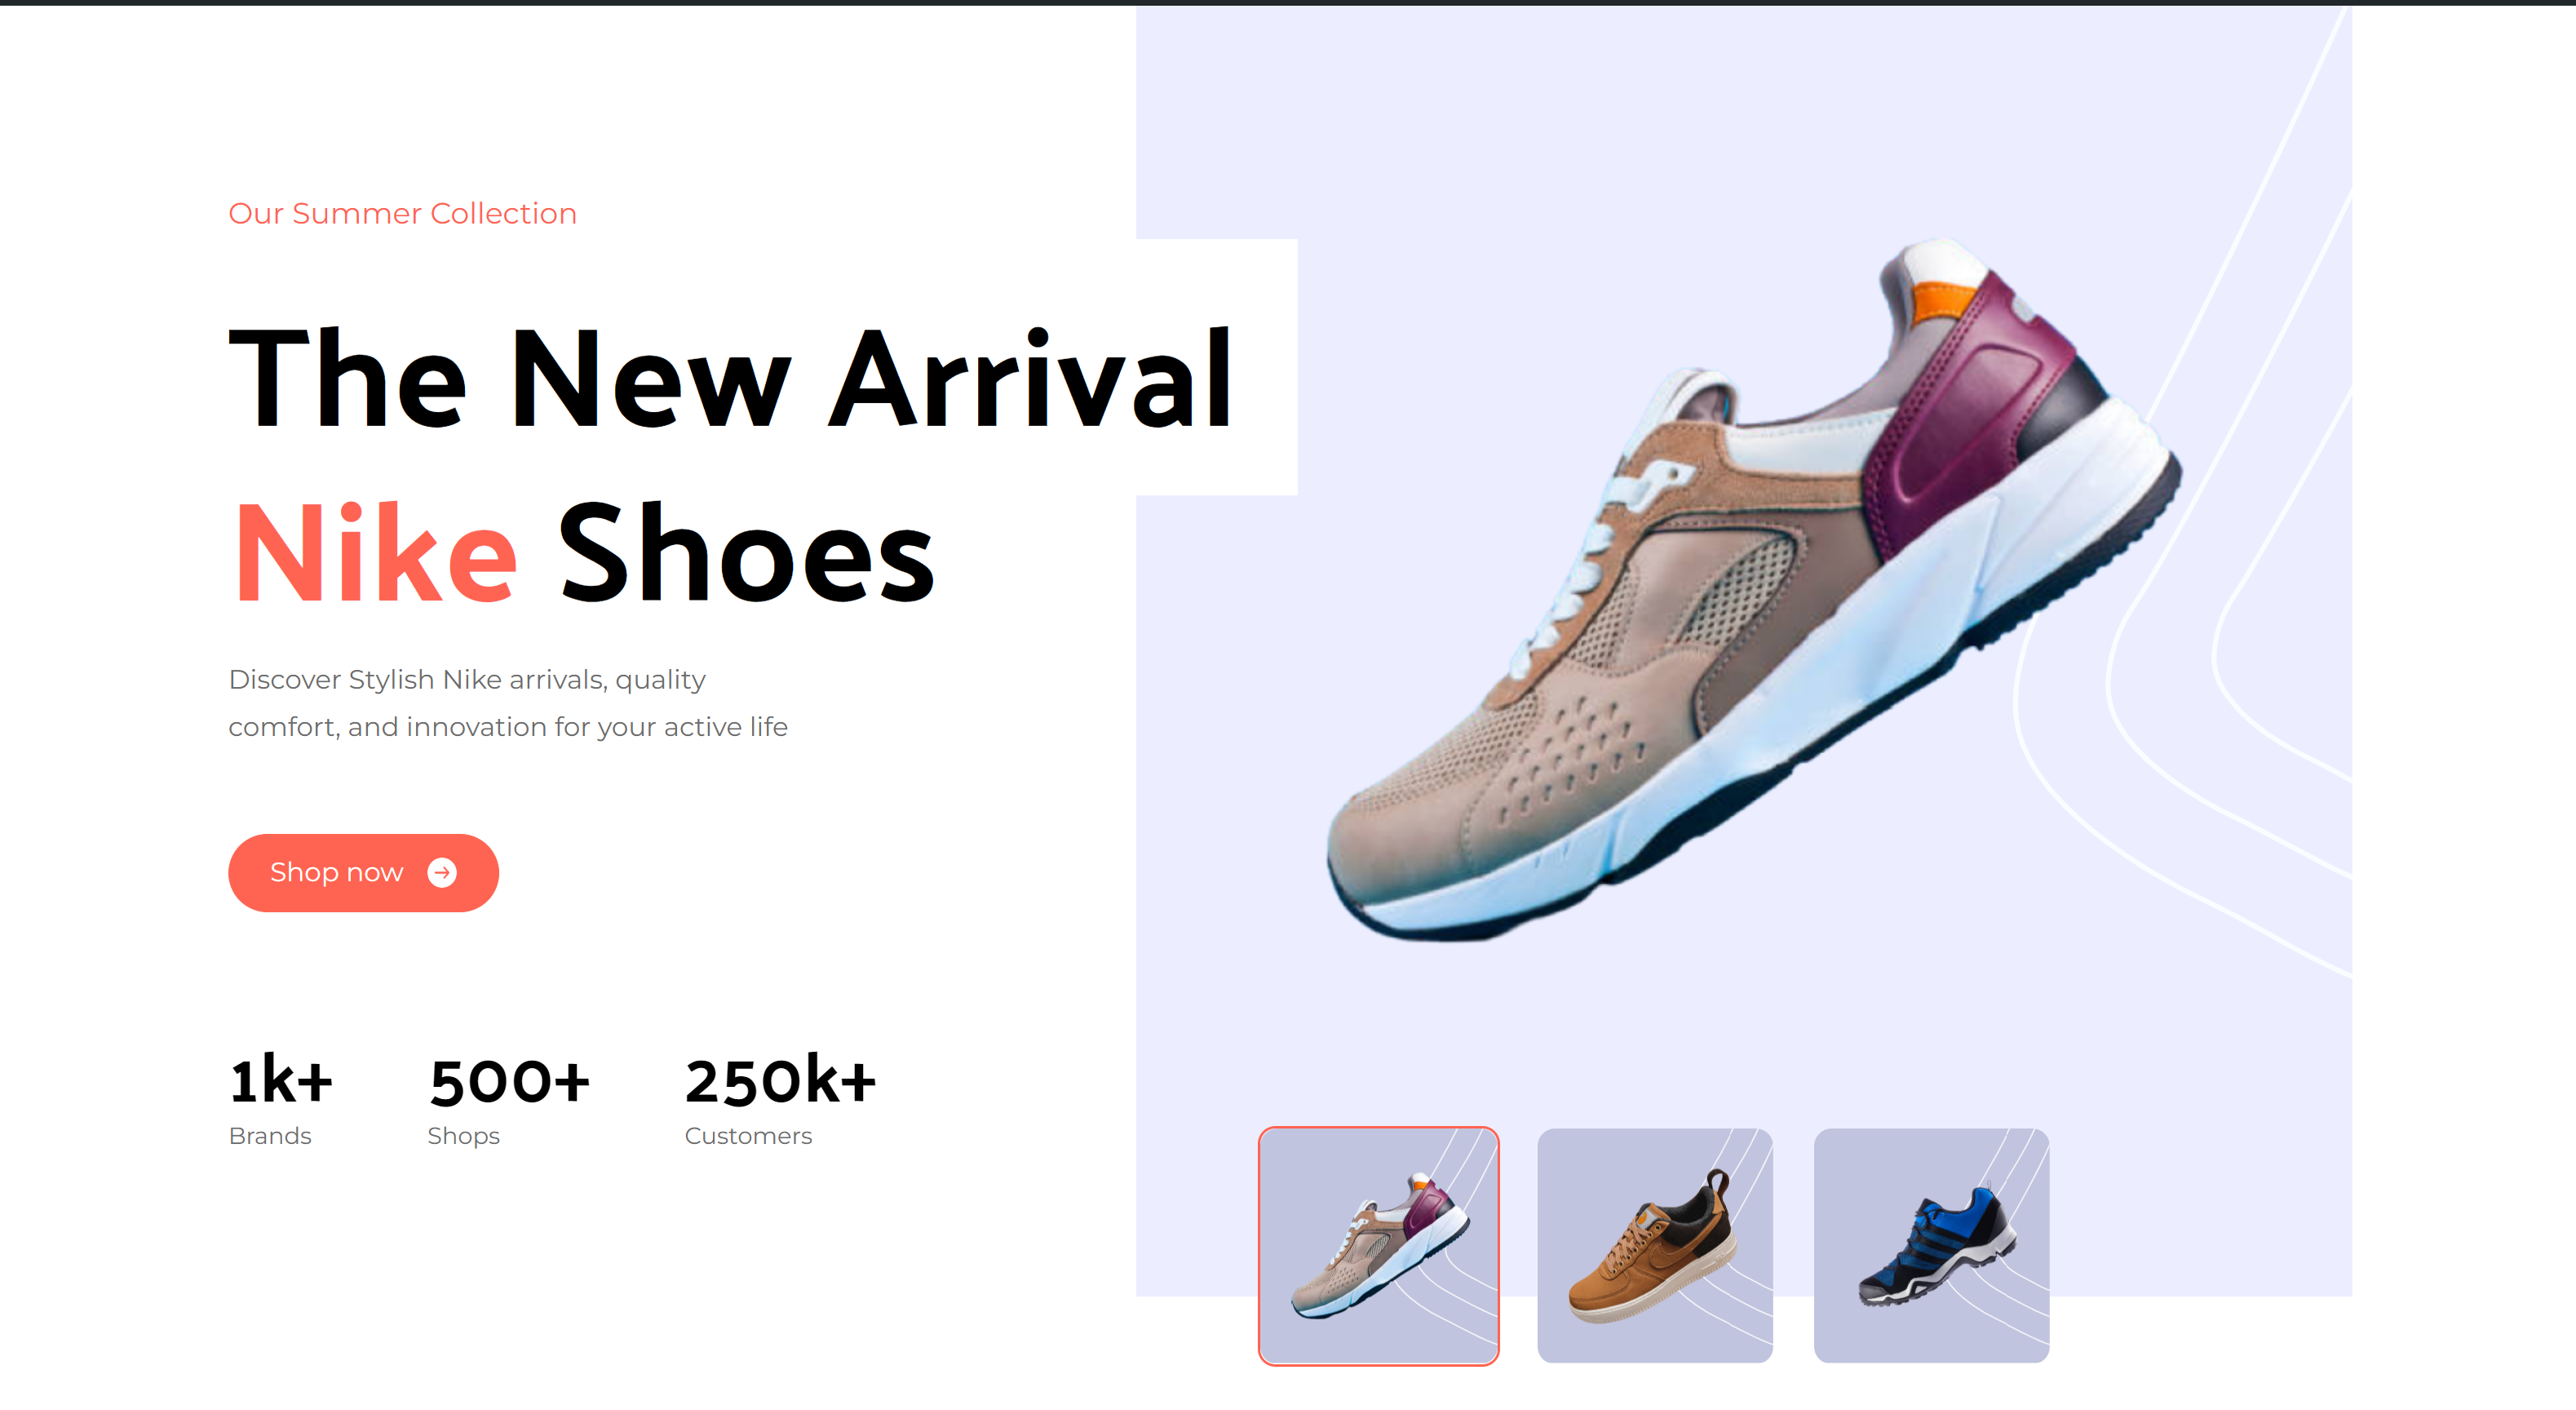 Our Summer Collection
The New Arrival
Nike Shoes
Discover Stylish Nike arrivals, quality
comfort, and innovation for your active life
Shop now
1k+
Brands
500+
Shops
250k+
Customers